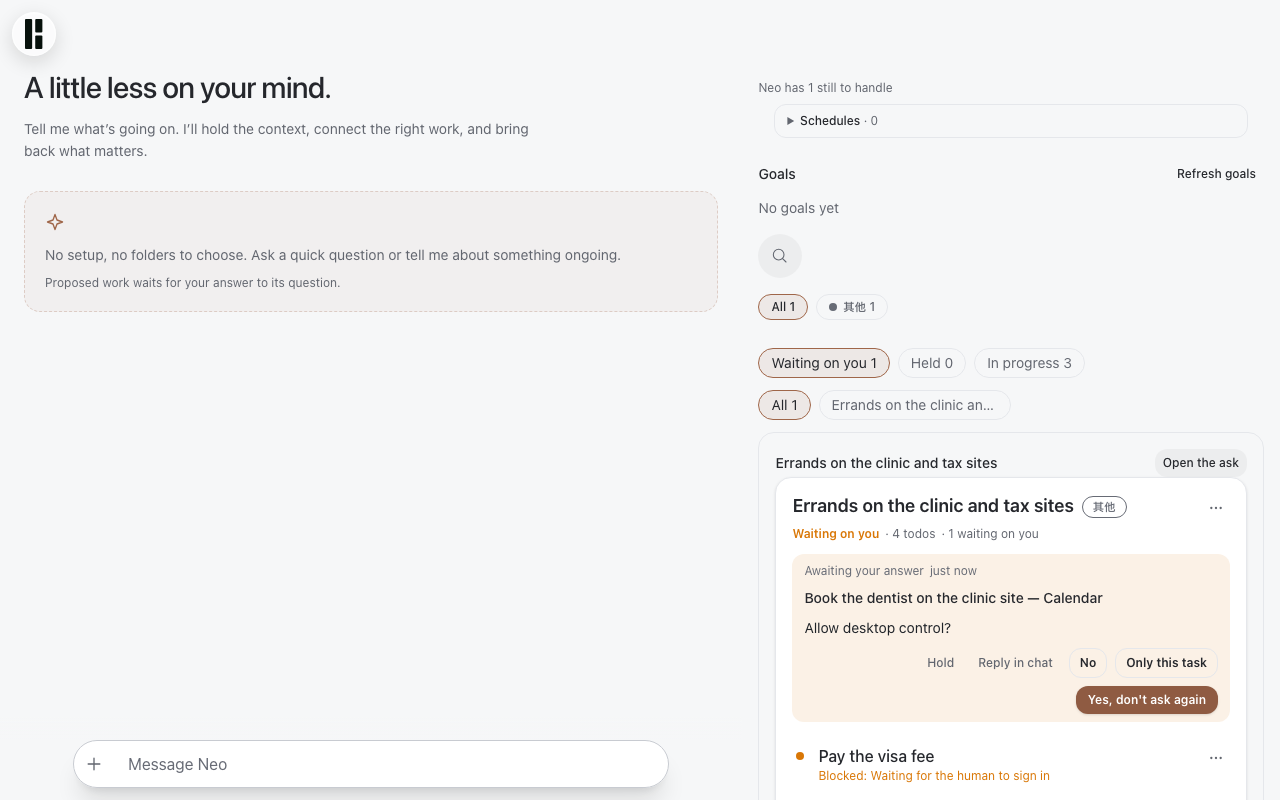 A little less on your mind.
Tell me what’s going on. I’ll hold the context, connect the right work, and bring
back what matters.
No setup, no folders to choose. Ask a quick question or tell me about something ongoing.
Proposed work waits for your answer to its question.
Message Neo
Neo has 1 still to handle
Schedules · 0
Goals
Refresh goals
No goals yet
All 1
其他 1
Waiting on you 1
Held 0
In progress 3
All 1
Errands on the clinic an...
Errands on the clinic and tax sites
Open the ask
Errands on the clinic and tax sites
其他
Waiting on you · 4 todos · 1 waiting on you
Awaiting your answer just now
Book the dentist on the clinic site — Calendar
Allow desktop control?
Hold
Reply in chat
No
Only this task
Yes, don't ask again
Pay the visa fee
Blocked: Waiting for the human to sign in